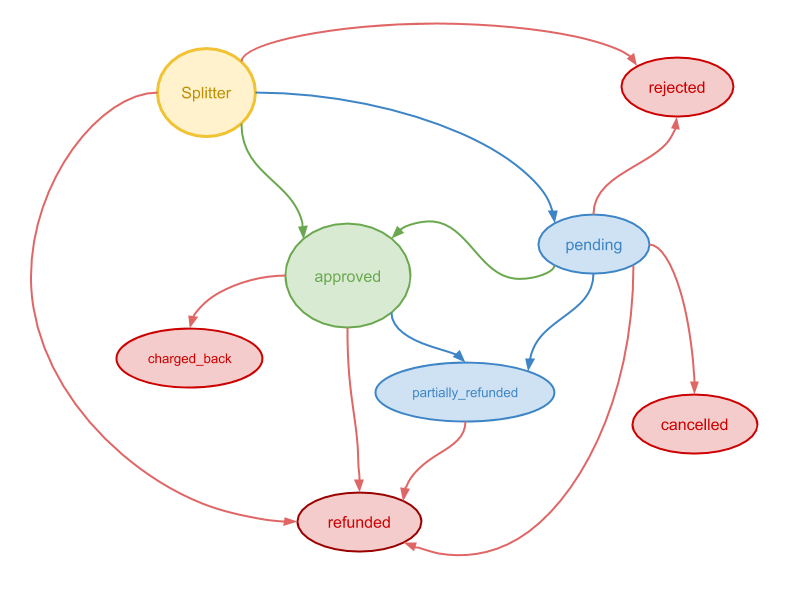 Splitter
rejected
pending
approved
charged_back
partially_refunded
cancelled
refunded